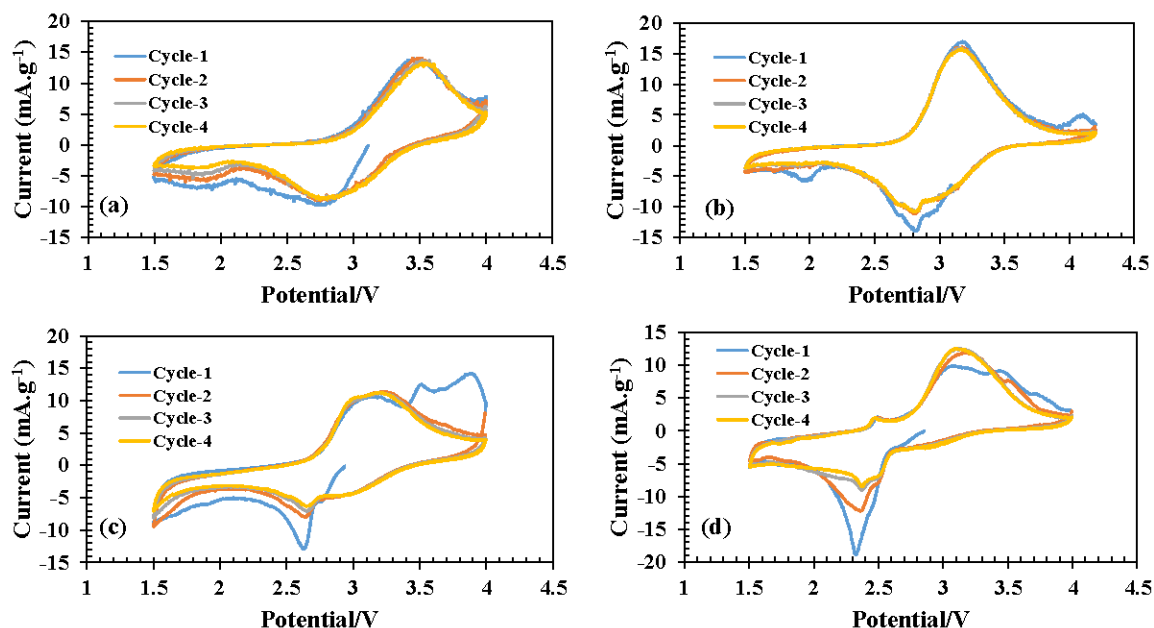 20
15
10
5
0
-5
-10
-15
Current (mA.g⁻¹)
Cycle-1
Cycle-2
Cycle-3
Cycle-4
(a)
1 1.5 2 2.5 3 3.5 4 4.5
Potential/V
20
15
10
5
0
-5
-10
-15
Current (mA.g⁻¹)
Cycle-1
Cycle-2
Cycle-3
Cycle-4
(b)
1 1.5 2 2.5 3 3.5 4 4.5
Potential/V
20
15
10
5
0
-5
-10
-15
Current (mA.g⁻¹)
Cycle-1
Cycle-2
Cycle-3
Cycle-4
(c)
1 1.5 2 2.5 3 3.5 4 4.5
Potential/V
15
10
5
0
-5
-10
-15
-20
Current (mA.g⁻¹)
Cycle-1
Cycle-2
Cycle-3
Cycle-4
(d)
1 1.5 2 2.5 3 3.5 4 4.5
Potential/V